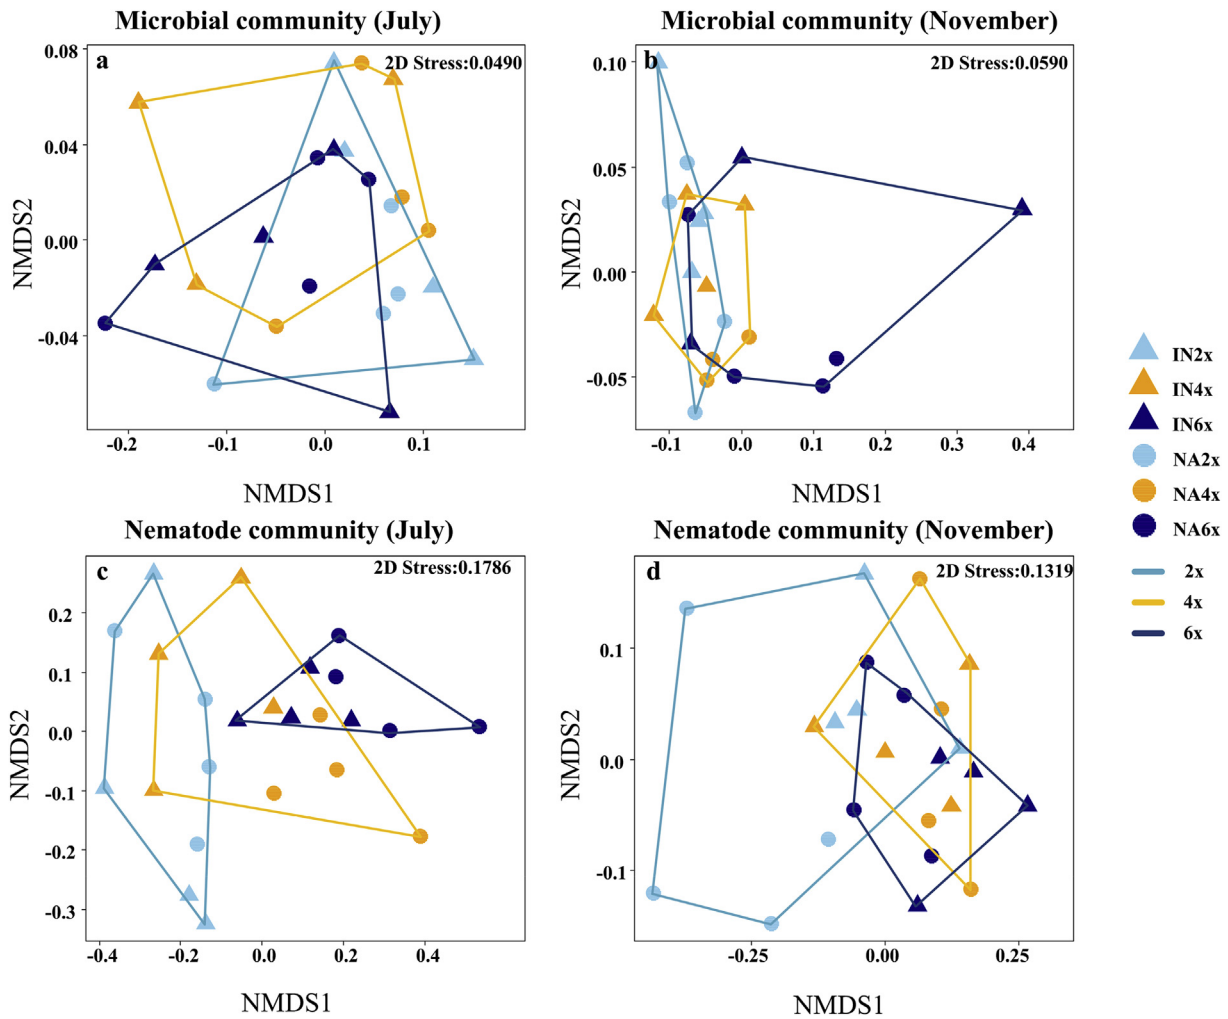 Microbial community (July)
Microbial community (November)
a
2D Stress:0.0490
b
2D Stress:0.0590
0.08
0.04
0.00
-0.04
NMDS2
-0.2
-0.1
0.0
0.1
NMDS1
0.10
0.05
0.00
-0.05
NMDS2
-0.1
0.0
0.1
0.2
0.3
0.4
NMDS1
Nematode community (July)
Nematode community (November)
c
2D Stress:0.1786
d
2D Stress:0.1319
0.2
0.1
0.0
-0.1
-0.2
-0.3
NMDS2
-0.4
-0.2
0.0
0.2
0.4
NMDS1
0.1
0.0
-0.1
NMDS2
-0.25
0.00
0.25
NMDS1
IN2x
IN4x
IN6x
NA2x
NA4x
NA6x
2x
4x
6x